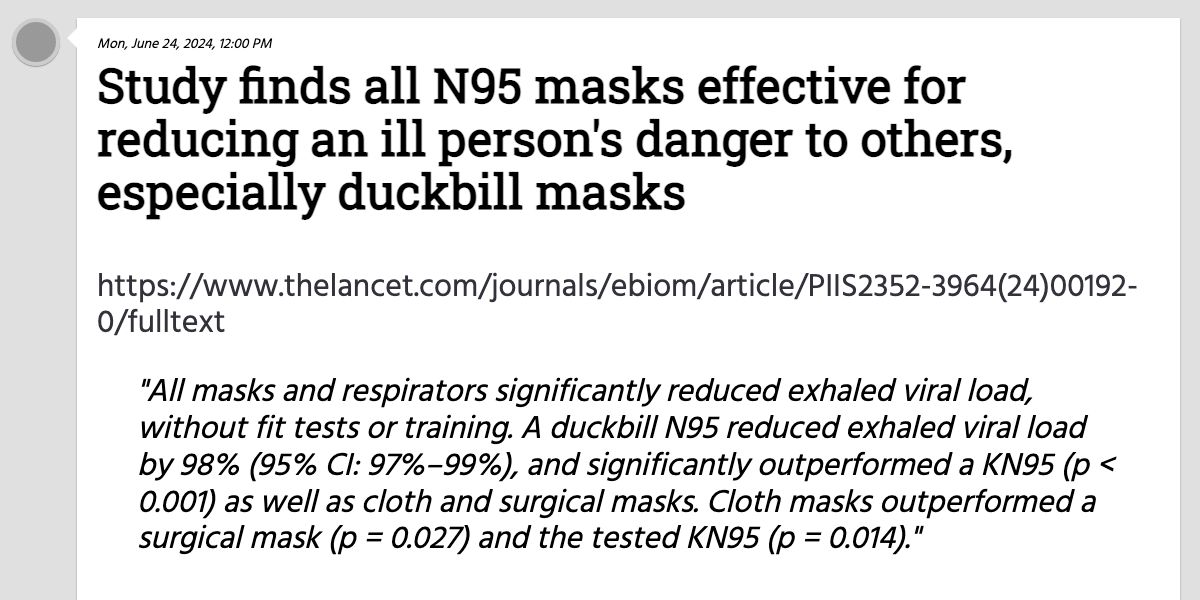 Mon, June 24, 2024, 12:00 PM
Study finds all N95 masks effective for
reducing an ill person's danger to others,
especially duckbill masks
https://www.thelancet.com/journals/ebiom/article/PIIS2352-3964(24)00192-
0/fulltext
"All masks and respirators significantly reduced exhaled viral load,
without fit tests or training. A duckbill N95 reduced exhaled viral load
by 98% (95% CI: 97%–99%), and significantly outperformed a KN95 (p <
0.001) as well as cloth and surgical masks. Cloth masks outperformed a
surgical mask (p = 0.027) and the tested KN95 (p = 0.014)."